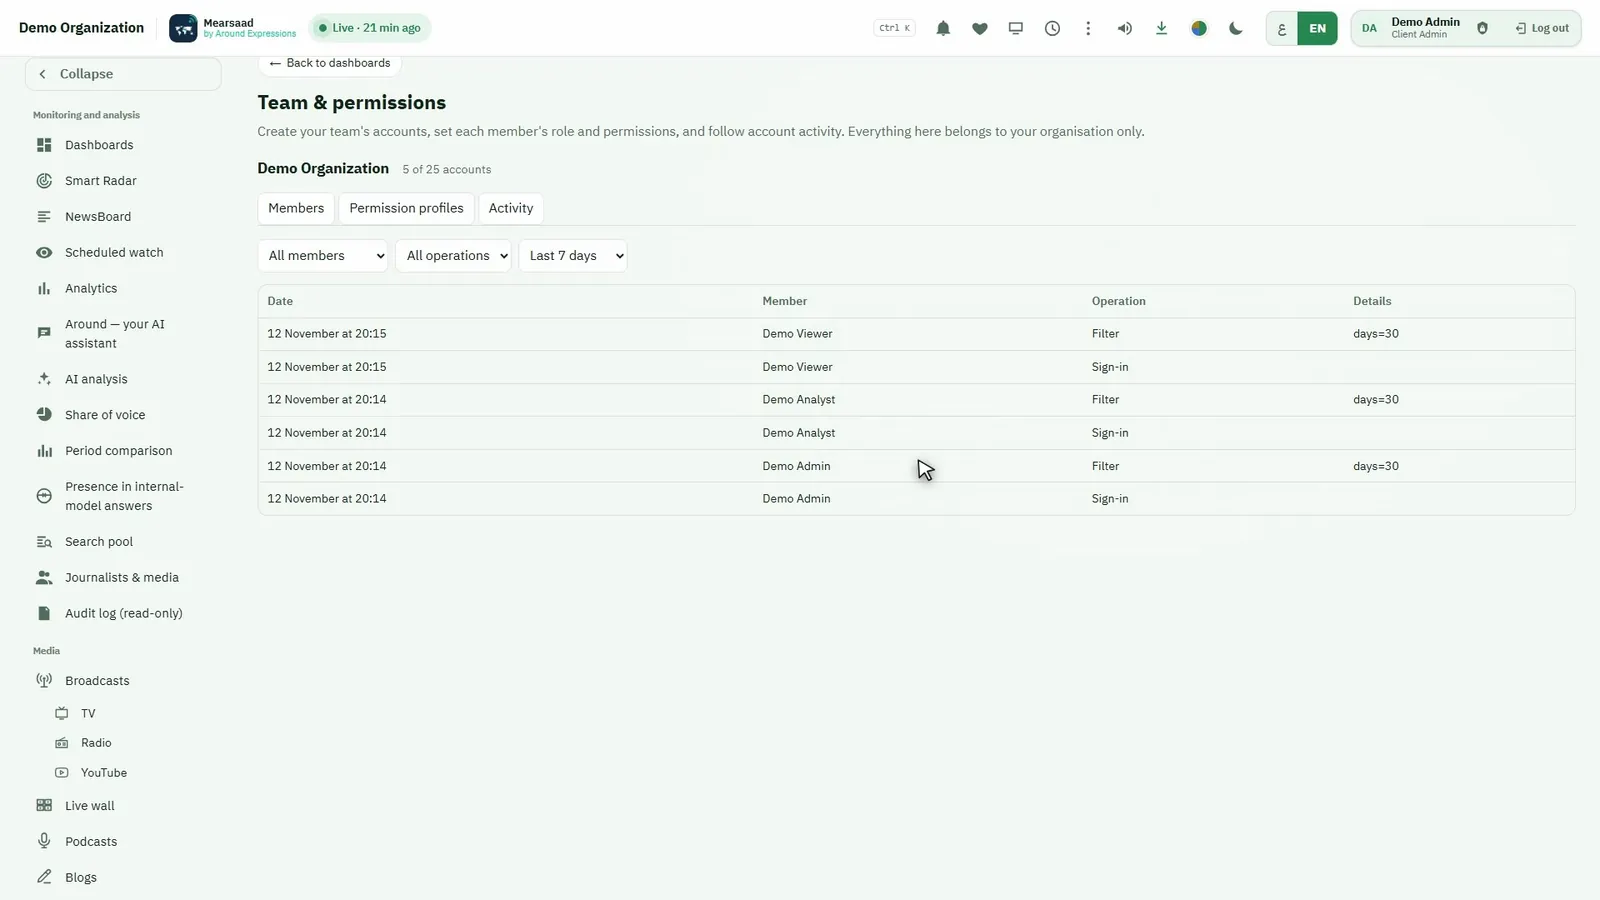 Demo Organization
Mearsaad
by Around Expressions
Live · 21 min ago
Ctrl K
ع
EN
DA
Demo Admin
Client Admin
Log out
Collapse
Monitoring and analysis
Dashboards
Smart Radar
NewsBoard
Scheduled watch
Analytics
Around — your AI
assistant
AI analysis
Share of voice
Period comparison
Presence in internal-
model answers
Search pool
Journalists & media
Audit log (read-only)
Media
Broadcasts
TV
Radio
YouTube
Live wall
Podcasts
Blogs
← Back to dashboards
Team & permissions
Create your team's accounts, set each member's role and permissions, and follow account activity. Everything here belongs to your organisation only.
Demo Organization 5 of 25 accounts
Members Permission profiles Activity
All members All operations Last 7 days
Date Member Operation Details
12 November at 20:15 Demo Viewer Filter days=30
12 November at 20:15 Demo Viewer Sign-in
12 November at 20:14 Demo Analyst Filter days=30
12 November at 20:14 Demo Analyst Sign-in
12 November at 20:14 Demo Admin Filter days=30
12 November at 20:14 Demo Admin Sign-in